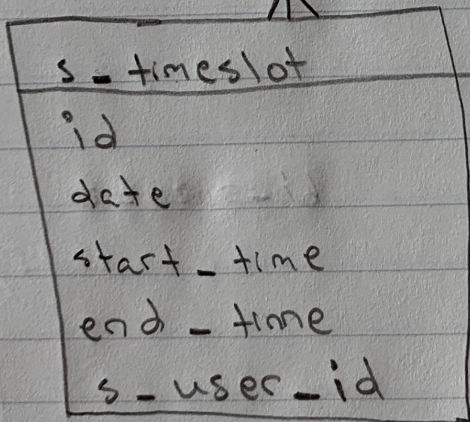 s_timeslot
id
date
start_time
end_time
s_user_id